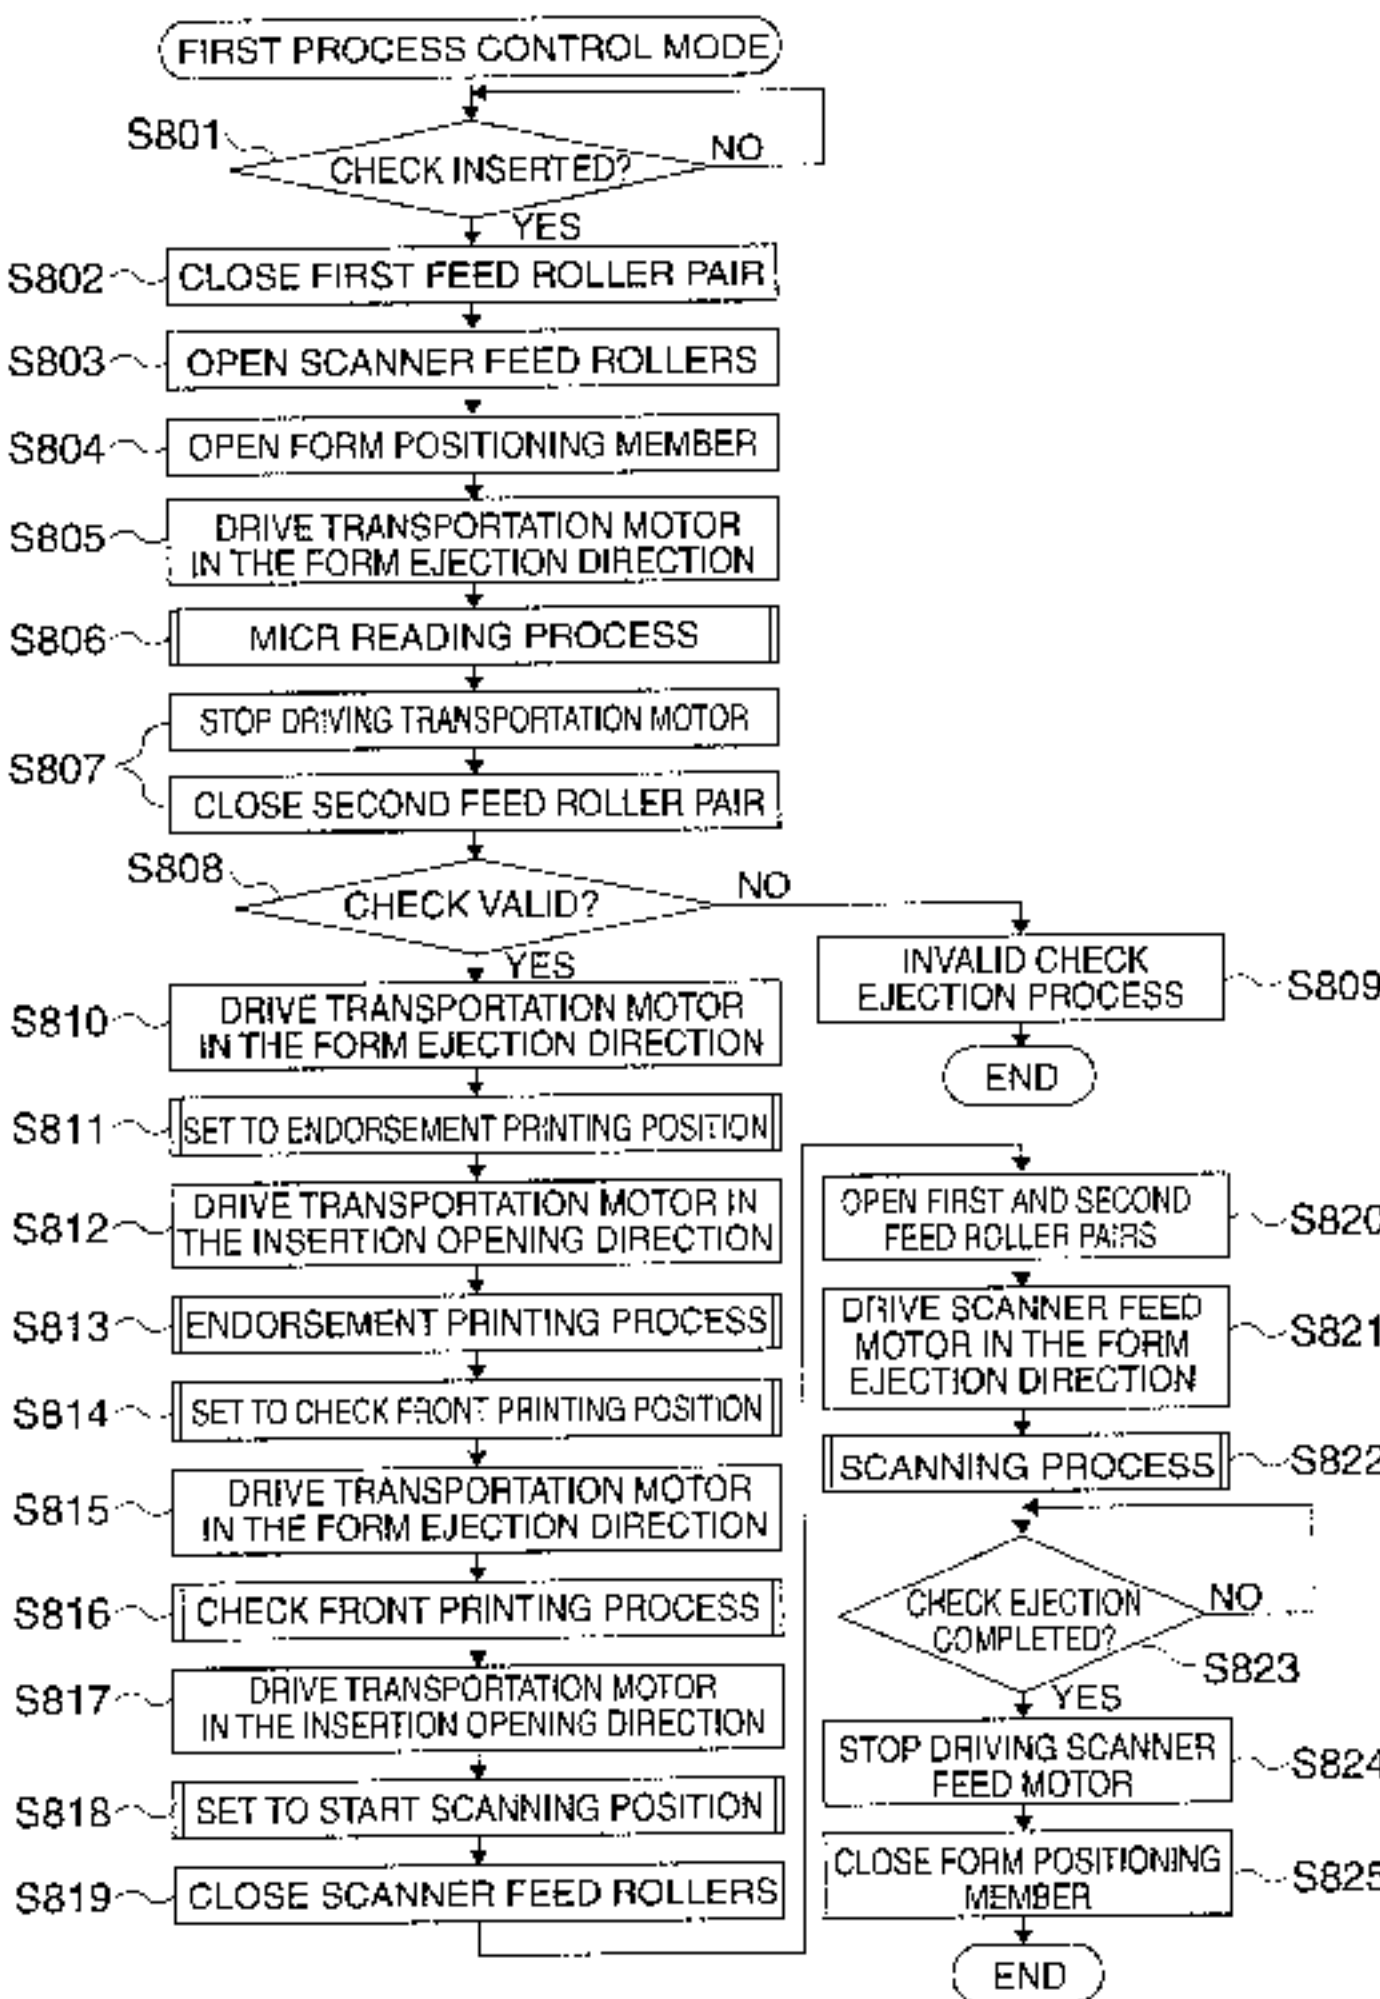 FIRST PROCESS CONTROL MODE
S801
CHECK INSERTED?
NO
YES
S802
CLOSE FIRST FEED ROLLER PAIR
S803
OPEN SCANNER FEED ROLLERS
S804
OPEN FORM POSITIONING MEMBER
S805
DRIVE TRANSPORTATION MOTOR
IN THE FORM EJECTION DIRECTION
S806
MICR READING PROCESS
S807
STOP DRIVING TRANSPORTATION MOTOR
CLOSE SECOND FEED ROLLER PAIR
S808
CHECK VALID?
NO
YES
INVALID CHECK
EJECTION PROCESS
S809
END
S810
DRIVE TRANSPORTATION MOTOR
IN THE FORM EJECTION DIRECTION
S811
SET TO ENDORSEMENT PRINTING POSITION
S812
DRIVE TRANSPORTATION MOTOR IN
THE INSERTION OPENING DIRECTION
S813
ENDORSEMENT PRINTING PROCESS
S814
SET TO CHECK FRONT PRINTING POSITION
S815
DRIVE TRANSPORTATION MOTOR
IN THE FORM EJECTION DIRECTION
S816
CHECK FRONT PRINTING PROCESS
S817
DRIVE TRANSPORTATION MOTOR
IN THE INSERTION OPENING DIRECTION
S818
SET TO START SCANNING POSITION
S819
CLOSE SCANNER FEED ROLLERS
OPEN FIRST AND SECOND
FEED ROLLER PAIRS
S820
DRIVE SCANNER FEED
MOTOR IN THE FORM
EJECTION DIRECTION
S821
SCANNING PROCESS
S822
CHECK EJECTION
COMPLETED?
NO
S823
YES
STOP DRIVING SCANNER
FEED MOTOR
S824
CLOSE FORM POSITIONING
MEMBER
S825
END